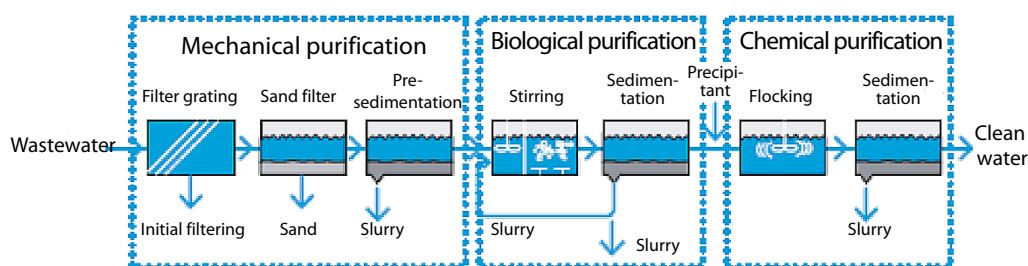 Mechanical purification
Biological purification
Chemical purification
Filter grating
Sand filter
Pre-
sedimentation
Stirring
Sedimen-
tation
Precipi-
tant
Flocking
Sedimen-
tation
Wastewater
Clean
water
Initial filtering
Sand
Slurry
Slurry
Slurry
Slurry